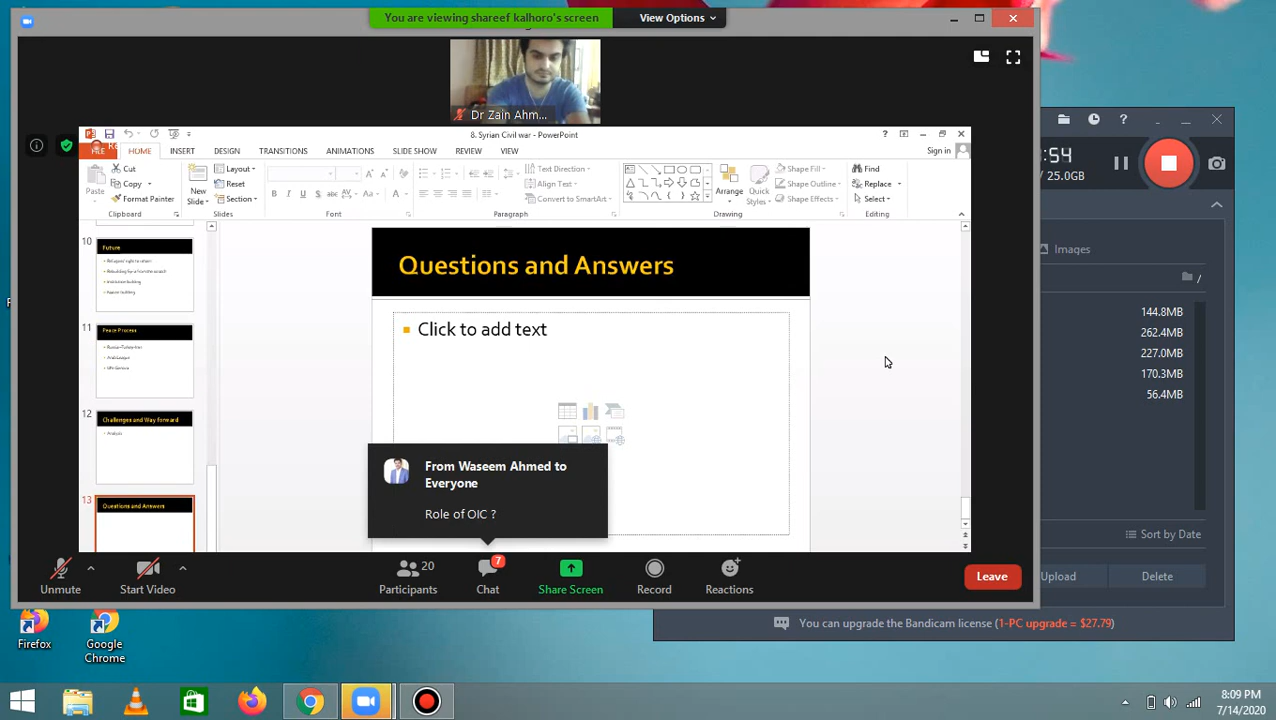 You are viewing shareef kalhoro's screen
View Options
Dr Zain Ahm...
8. Syrian Civil war - PowerPoint
FILE
HOME
INSERT
DESIGN
TRANSITIONS
ANIMATIONS
SLIDE SHOW
REVIEW
VIEW
Sign in
Paste
Cut
Copy
Format Painter
Clipboard
New
Slide
Layout
Reset
Section
Slides
Font
Text Direction
Align Text
Convert to SmartArt
Paragraph
Arrange
Quick
Styles
Shape Fill
Shape Outline
Shape Effects
Drawing
Find
Replace
Select
Editing
10
Future
Refugees' right to return
Institution building
11
Peace Process
12
Challenges and Way forward
Analysis
13
Questions and Answers
Questions and Answers
Click to add text
From Waseem Ahmed to
Everyone
Role of OIC ?
Unmute
Start Video
Participants
20
Chat
7
Share Screen
Record
Reactions
Leave
:54
/ 25.0GB
Images
/
144.8MB
262.4MB
227.0MB
170.3MB
56.4MB
Sort by Date
Upload
Delete
You can upgrade the Bandicam license (1-PC upgrade = $27.79)
Firefox
Google
Chrome
8:09 PM
7/14/2020